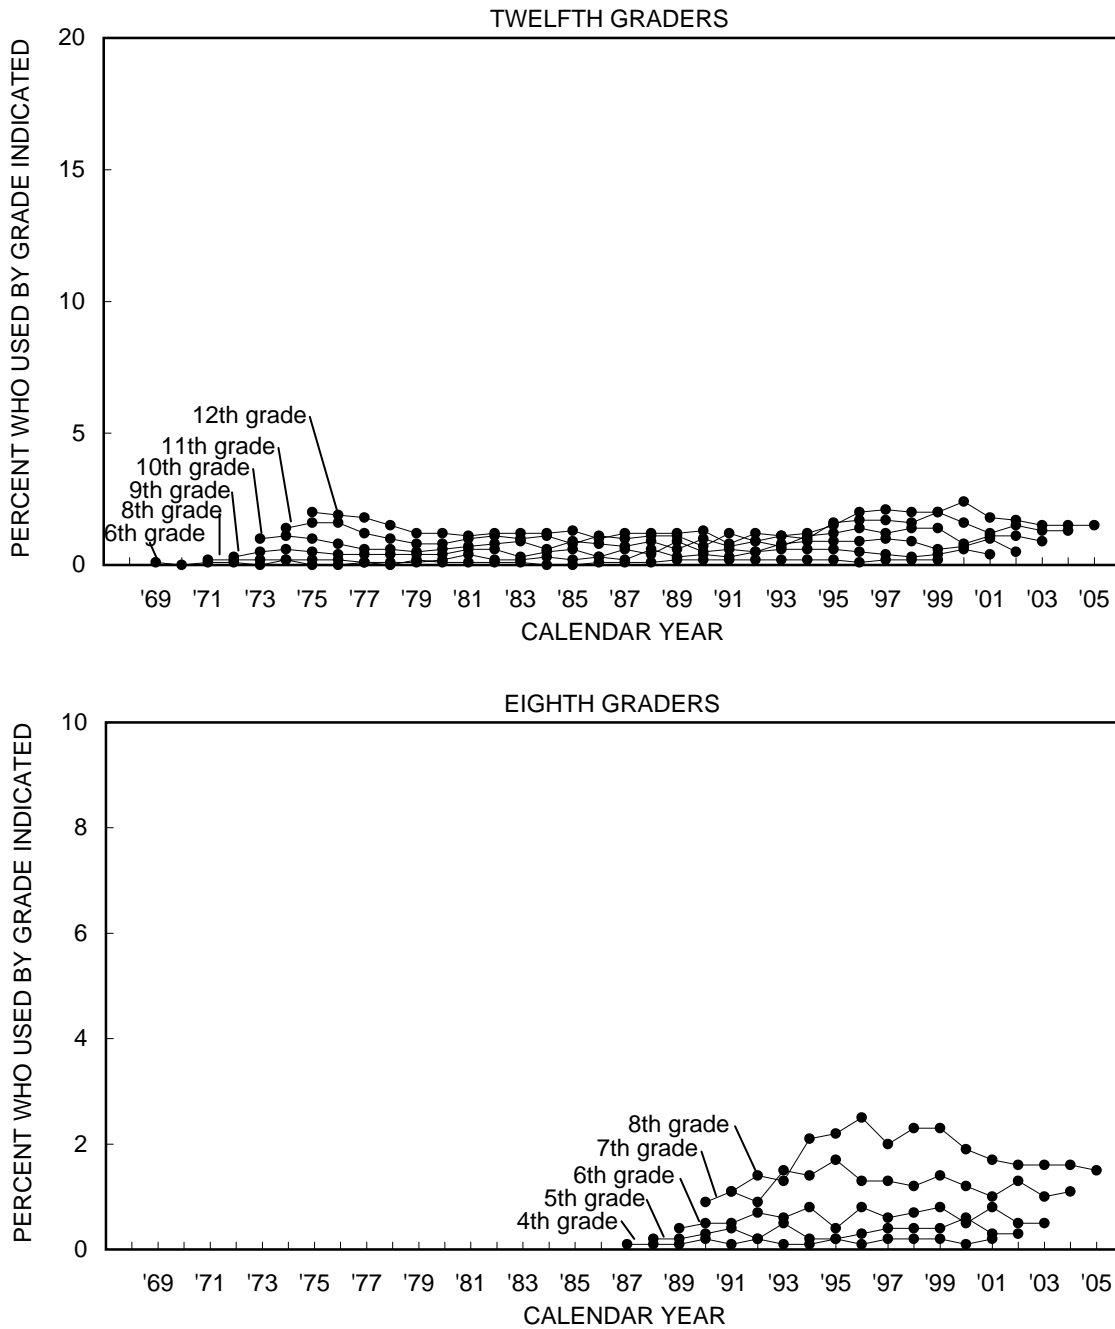 TWELFTH GRADERS
PERCENT WHO USED BY GRADE INDICATED
20
15
10
5
0
12th grade
11th grade
10th grade
9th grade
8th grade
6th grade
'69 '71 '73 '75 '77 '79 '81 '83 '85 '87 '89 '91 '93 '95 '97 '99 '01 '03 '05
CALENDAR YEAR
EIGHTH GRADERS
PERCENT WHO USED BY GRADE INDICATED
10
8
6
4
2
0
8th grade
7th grade
6th grade
5th grade
4th grade
'69 '71 '73 '75 '77 '79 '81 '83 '85 '87 '89 '91 '93 '95 '97 '99 '01 '03 '05
CALENDAR YEAR